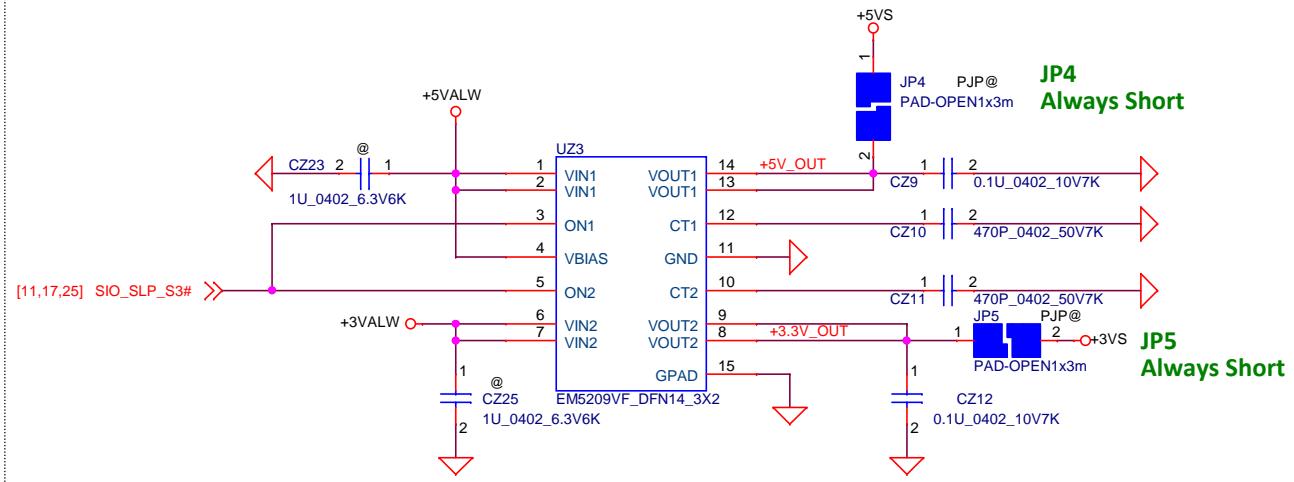 +5VS
1
JP4 PJP@
PAD-OPEN1x3m
JP4
Always Short
2
+5VALW
@
CZ23 2 1
1U_0402_6.3V6K
UZ3
1 VIN1
2 VIN1
3 ON1
4 VBIAS
5 ON2
6 VIN2
7 VIN2
VOUT1 14 +5V_OUT
VOUT1 13
CT1 12
GND 11
CT2 10
VOUT2 9
VOUT2 8 +3.3V_OUT
GPAD 15
EM5209VF_DFN14_3X2
CZ9 1 2
0.1U_0402_10V7K
CZ10 1 2
470P_0402_50V7K
CZ11 1 2
470P_0402_50V7K
[11,17,25] SIO_SLP_S3#
+3VALW
1
@
CZ25
1U_0402_6.3V6K
2
JP5 PJP@
1 2 +3VS
PAD-OPEN1x3m
JP5
Always Short
1
CZ12
0.1U_0402_10V7K
2